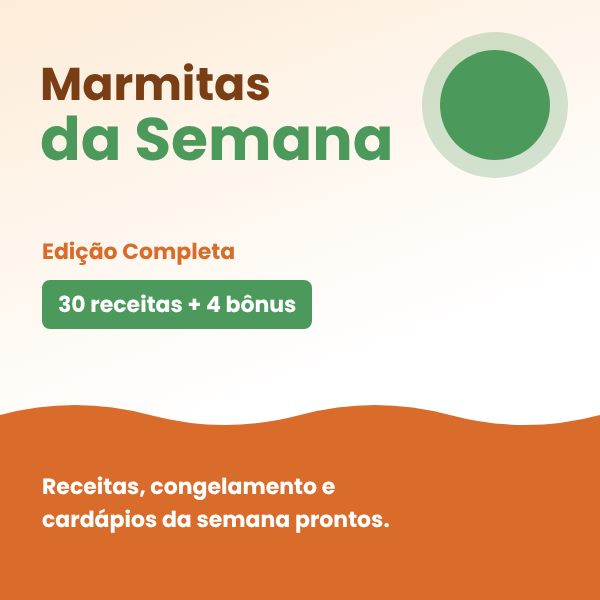 Marmitas
da Semana
Edição Completa
30 receitas + 4 bônus
Receitas, congelamento e
cardápios da semana prontos.